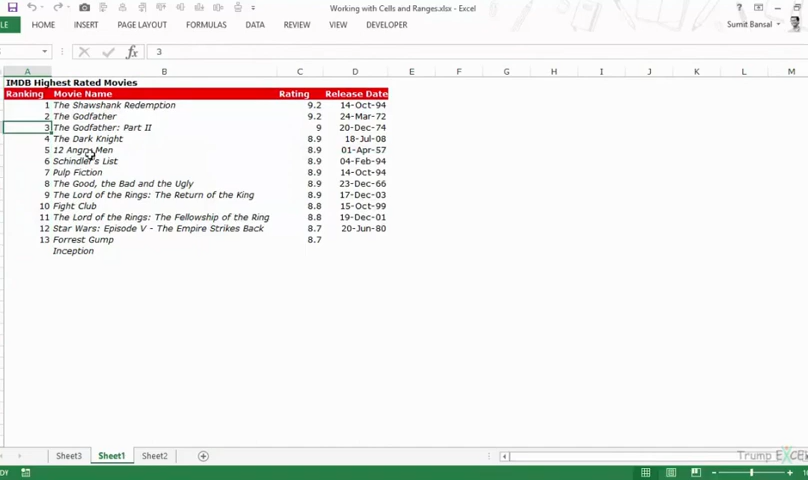 Working with Cells and Ranges.xlsx - Excel
HOME INSERT PAGE LAYOUT FORMULAS DATA REVIEW VIEW DEVELOPER Sumit Bansal
fx 3
A B C D E F G H I J K L M
IMDB Highest Rated Movies
Ranking Movie Name Rating Release Date
1 The Shawshank Redemption 9.2 14-Oct-94
2 The Godfather 9.2 24-Mar-72
3 The Godfather: Part II 9 20-Dec-74
4 The Dark Knight 8.9 18-Jul-08
5 12 Angry Men 8.9 01-Apr-57
6 Schindler's List 8.9 04-Feb-94
7 Pulp Fiction 8.9 14-Oct-94
8 The Good, the Bad and the Ugly 8.9 23-Dec-66
9 The Lord of the Rings: The Return of the King 8.9 17-Dec-03
10 Fight Club 8.8 15-Oct-99
11 The Lord of the Rings: The Fellowship of the Ring 8.8 19-Dec-01
12 Star Wars: Episode V - The Empire Strikes Back 8.7 20-Jun-80
13 Forrest Gump 8.7
Inception
Sheet3 Sheet1 Sheet2
Trump EXCEL